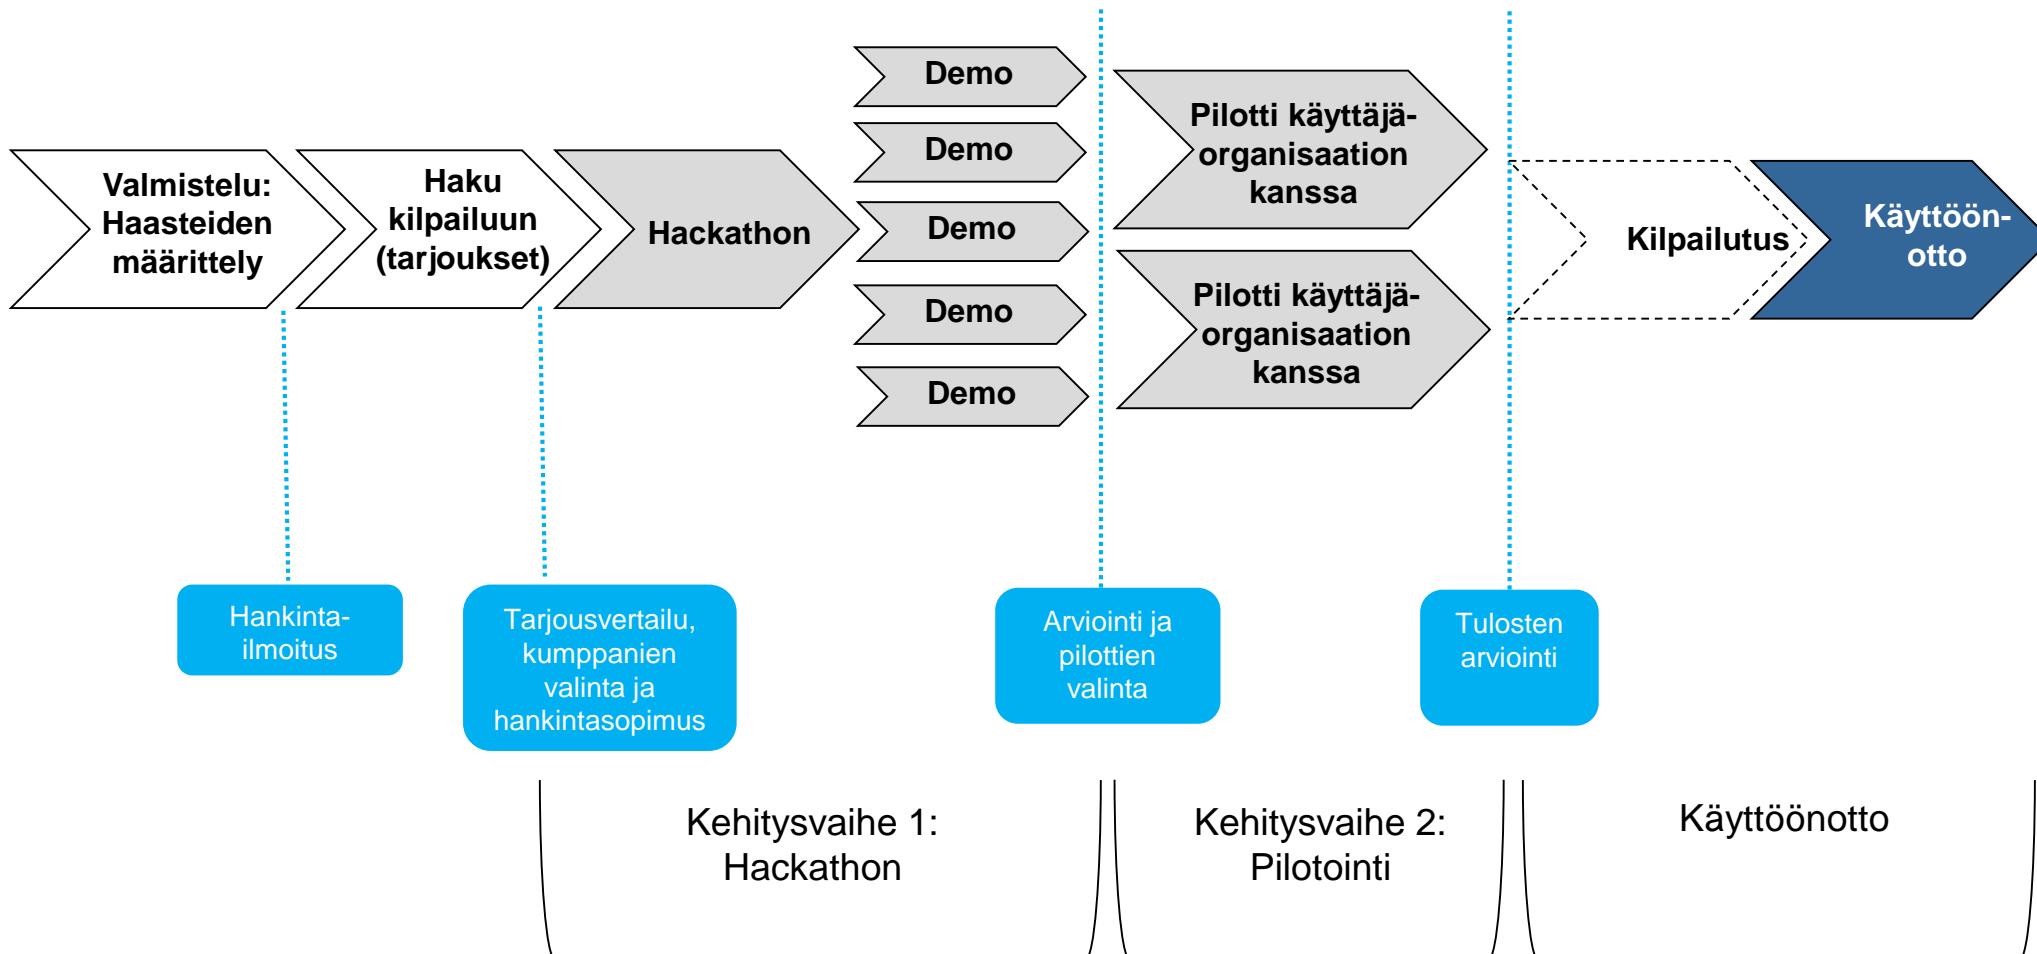 Valmistelu:
Haasteiden
määrittely
Haku
kilpailuun
(tarjoukset)
Hackathon
Demo
Demo
Demo
Demo
Demo
Pilotti käyttäjä-
organisaation
kanssa
Pilotti käyttäjä-
organisaation
kanssa
Kilpailutus
Käyttöön-
otto
Hankinta-
ilmoitus
Tarjousvertailu,
kumppanien
valinta ja
hankintasopimus
Arviointi ja
pilottien
valinta
Tulosten
arviointi
Kehitysvaihe 1:
Hackathon
Kehitysvaihe 2:
Pilotointi
Käyttöönotto